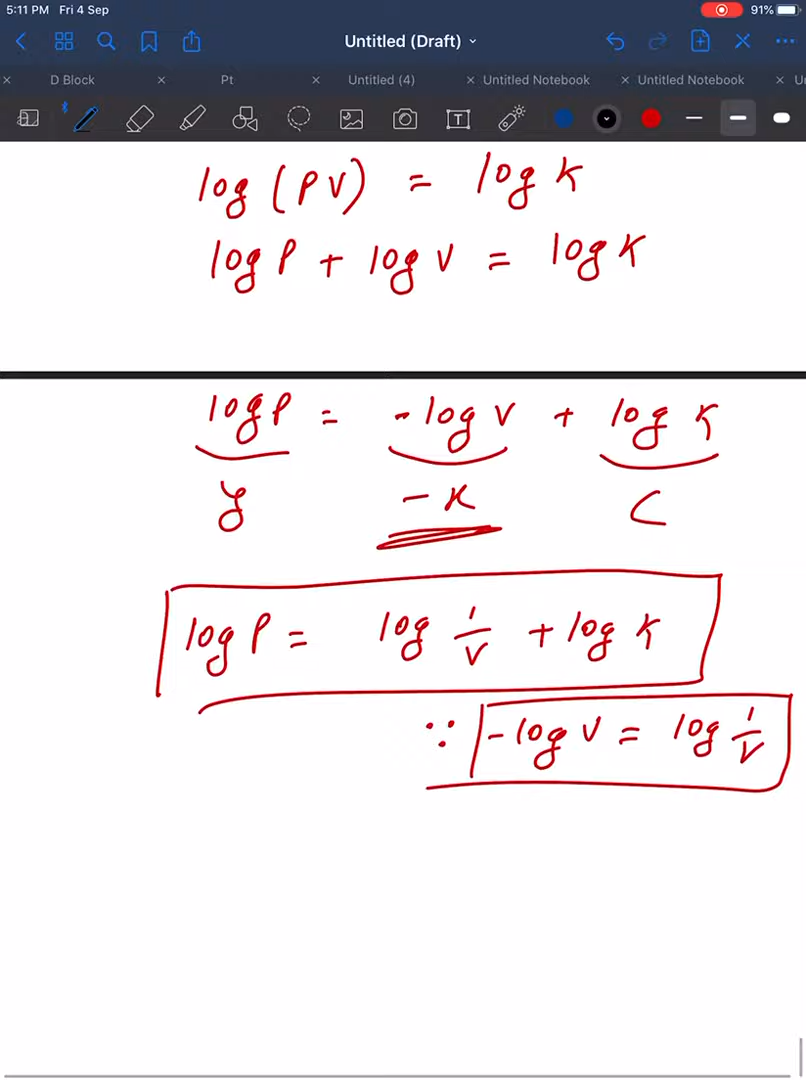 5:11 PM Fri 4 Sep 91%
Untitled (Draft)
D Block Pt Untitled (4) Untitled Notebook Untitled Notebook Un
T
log (PV) = log K
log P + log V = log K
log P = - log V + log K
y - x C
log P = log 1/V + log K
∵ - log V = log 1/V